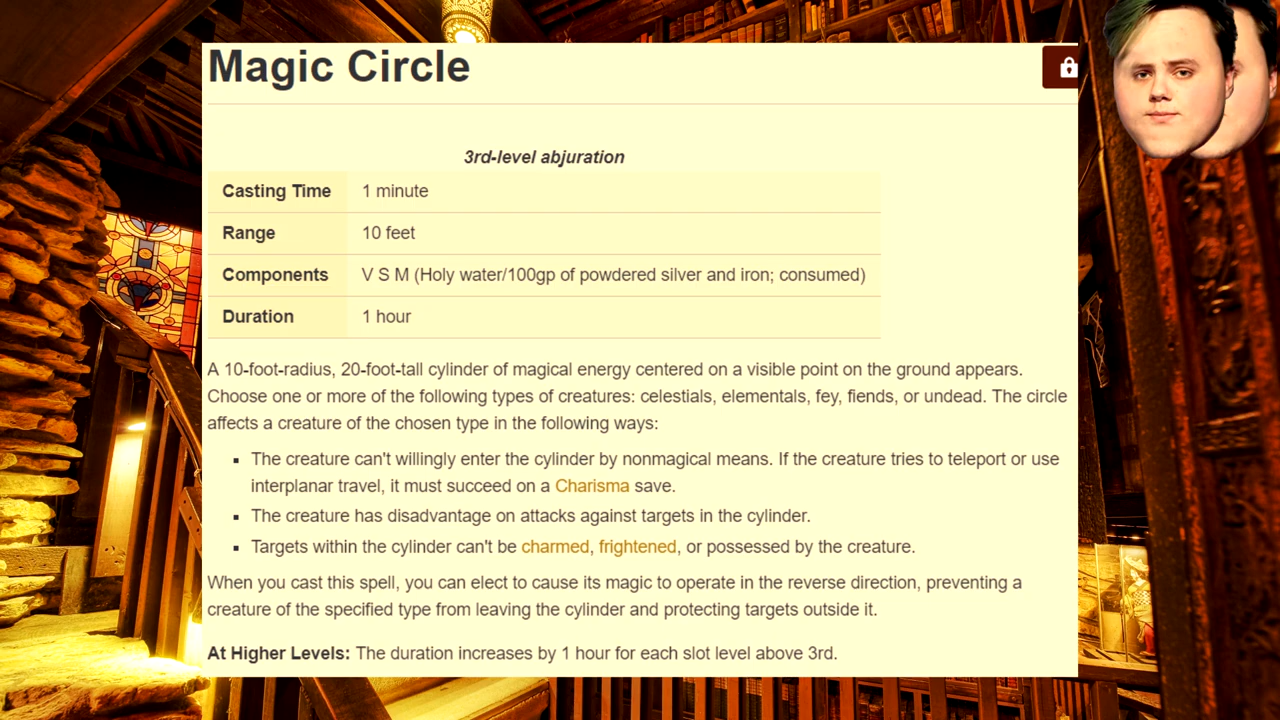 Magic Circle
3rd-level abjuration
Casting Time 1 minute
Range 10 feet
Components V S M (Holy water/100gp of powdered silver and iron; consumed)
Duration 1 hour
A 10-foot-radius, 20-foot-tall cylinder of magical energy centered on a visible point on the ground appears.
Choose one or more of the following types of creatures: celestials, elementals, fey, fiends, or undead. The circle
affects a creature of the chosen type in the following ways:
▪ The creature can't willingly enter the cylinder by nonmagical means. If the creature tries to teleport or use
interplanar travel, it must succeed on a Charisma save.
▪ The creature has disadvantage on attacks against targets in the cylinder.
▪ Targets within the cylinder can't be charmed, frightened, or possessed by the creature.
When you cast this spell, you can elect to cause its magic to operate in the reverse direction, preventing a
creature of the specified type from leaving the cylinder and protecting targets outside it.
At Higher Levels: The duration increases by 1 hour for each slot level above 3rd.